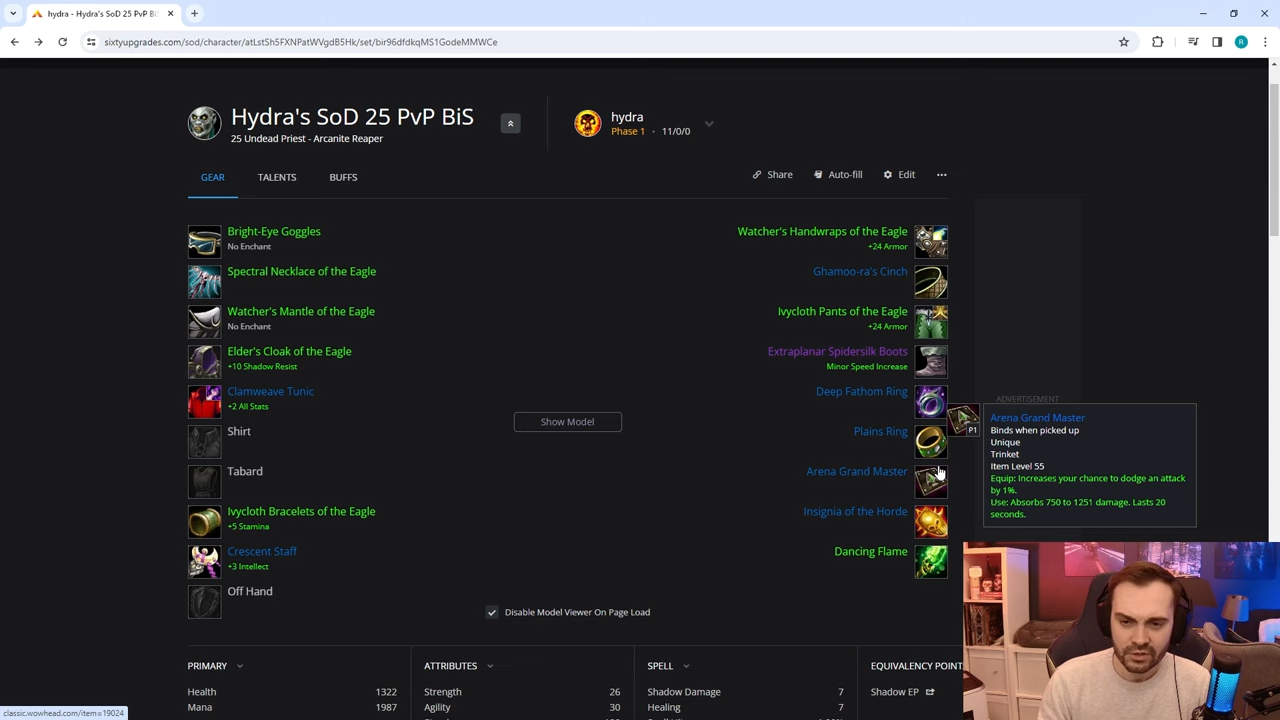 hydra - Hydra's SoD 25 PvP Bi
sixtyupgrades.com/sod/character/atLstSh5FXNPatWVgdB5Hk/set/bir96dfdkqMS1GodeMMWCe
R
Hydra's SoD 25 PvP BiS
25 Undead Priest - Arcanite Reaper
hydra
Phase 1 · 11/0/0
GEAR
TALENTS
BUFFS
Share
Auto-fill
Edit
Bright-Eye Goggles
No Enchant
Spectral Necklace of the Eagle
Watcher's Mantle of the Eagle
No Enchant
Elder's Cloak of the Eagle
+10 Shadow Resist
Clamweave Tunic
+2 All Stats
Shirt
Tabard
Ivycloth Bracelets of the Eagle
+5 Stamina
Crescent Staff
+3 Intellect
Off Hand
Show Model
Disable Model Viewer On Page Load
Watcher's Handwraps of the Eagle
+24 Armor
Ghamoo-ra's Cinch
Ivycloth Pants of the Eagle
+24 Armor
Extraplanar Spidersilk Boots
Minor Speed Increase
Deep Fathom Ring
Plains Ring
Arena Grand Master
Insignia of the Horde
Dancing Flame
ADVERTISEMENT
P1
Arena Grand Master
Binds when picked up
Unique
Trinket
Item Level 55
Equip: Increases your chance to dodge an attack
by 1%.
Use: Absorbs 750 to 1251 damage. Lasts 20
seconds.
PRIMARY
Health 1322
Mana 1987
ATTRIBUTES
Strength 26
Agility 30
SPELL
Shadow Damage 7
Healing 7
EQUIVALENCY POINT
Shadow EP
classic.wowhead.com/item=19024